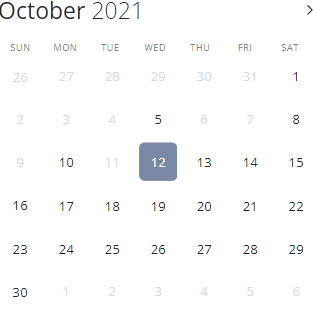 October 2021 >
SUN MON TUE WED THU FRI SAT
26 27 28 29 30 31 1
2 3 4 5 6 7 8
9 10 11 12 13 14 15
16 17 18 19 20 21 22
23 24 25 26 27 28 29
30 1 2 3 4 5 6